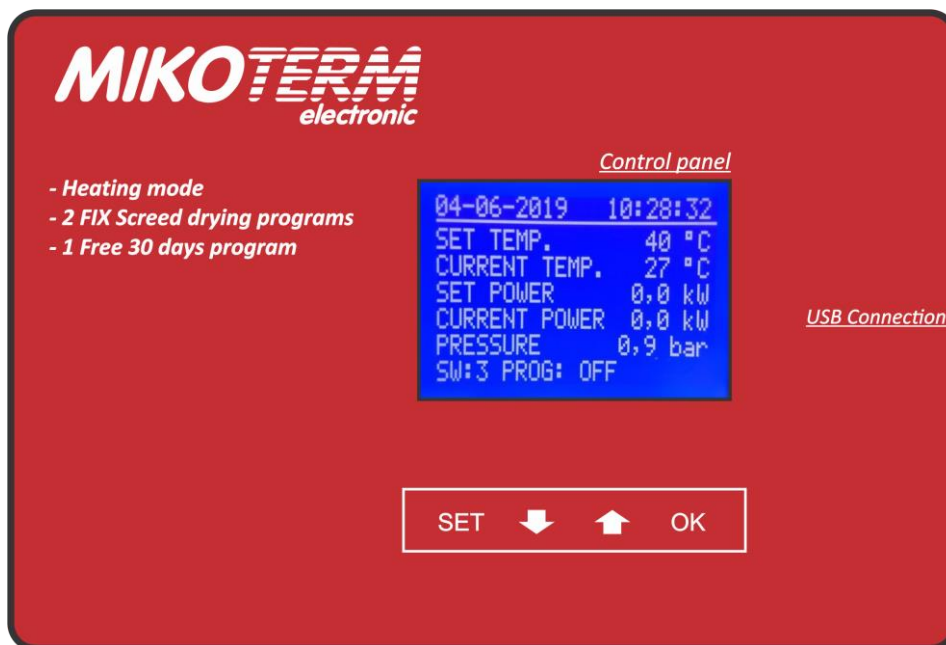 MIKOTERM
electronic
- Heating mode
- 2 FIX Screed drying programs
- 1 Free 30 days program
Control panel
04-06-2019 10:28:32
SET TEMP. 40 °C
CURRENT TEMP. 27 °C
SET POWER 0,0 kW
CURRENT POWER 0,0 kW
PRESSURE 0,9 bar
SW:3 PROG: OFF
USB Connection
SET OK